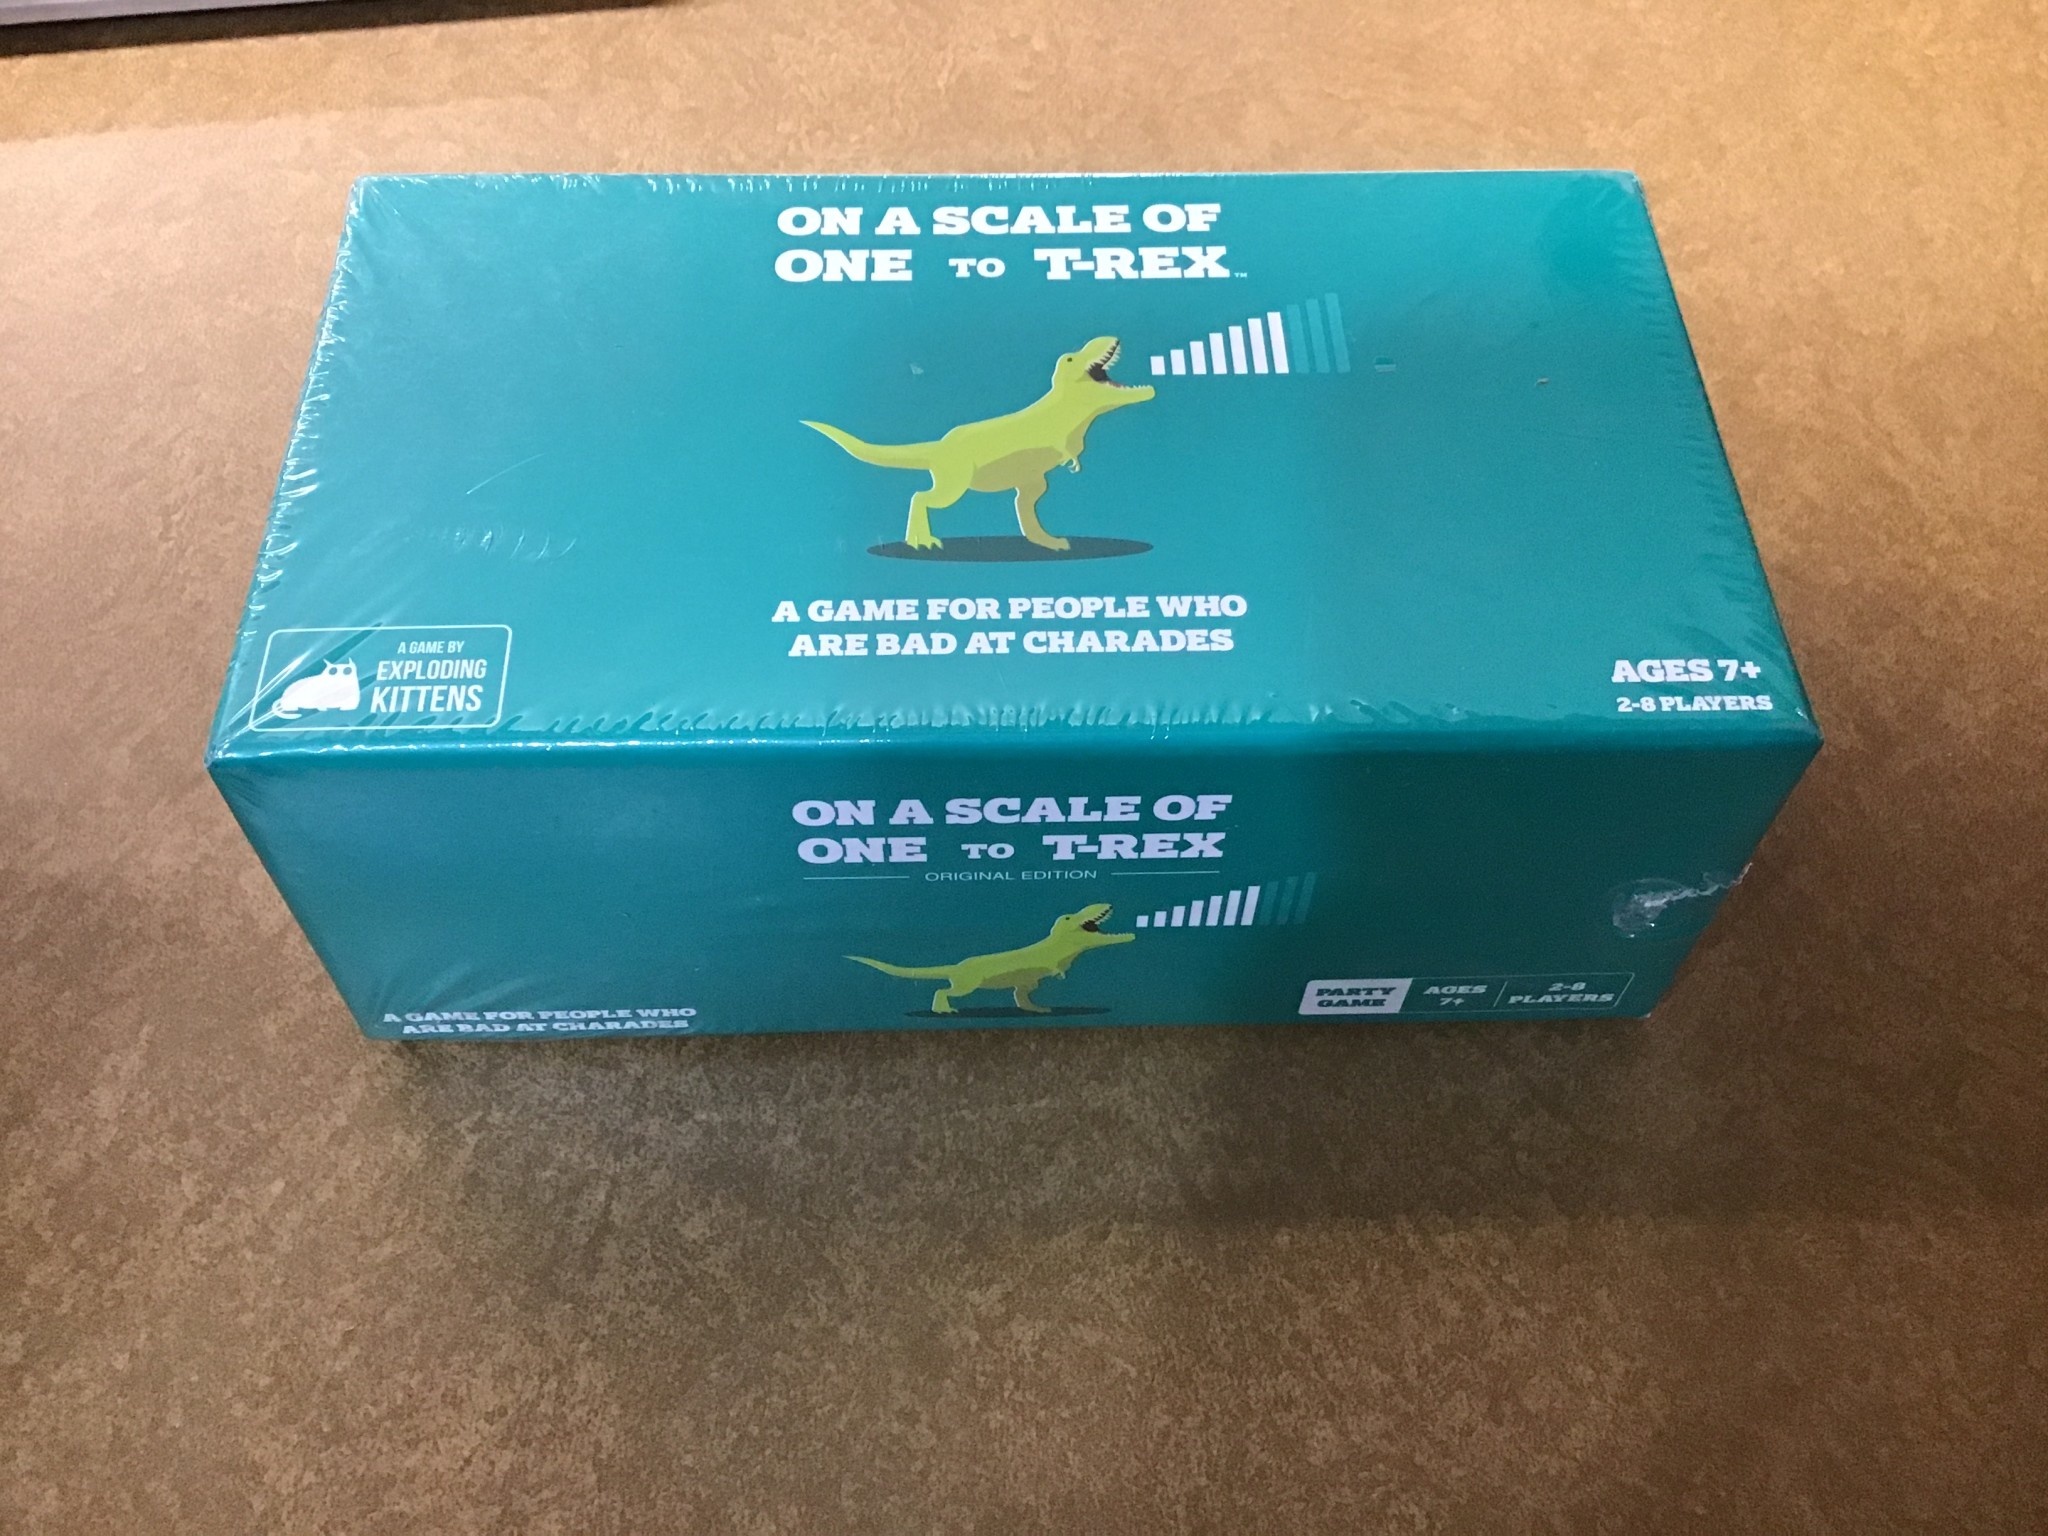 ON A SCALE OF
ONE TO T-REX™
A GAME FOR PEOPLE WHO
ARE BAD AT CHARADES
A GAME BY
EXPLODING
KITTENS
AGES 7+
2-8 PLAYERS
ON A SCALE OF
ONE TO T-REX
ORIGINAL EDITION
A GAME FOR PEOPLE WHO
ARE BAD AT CHARADES
PARTY
GAME
AGES
7+
2-8
PLAYERS